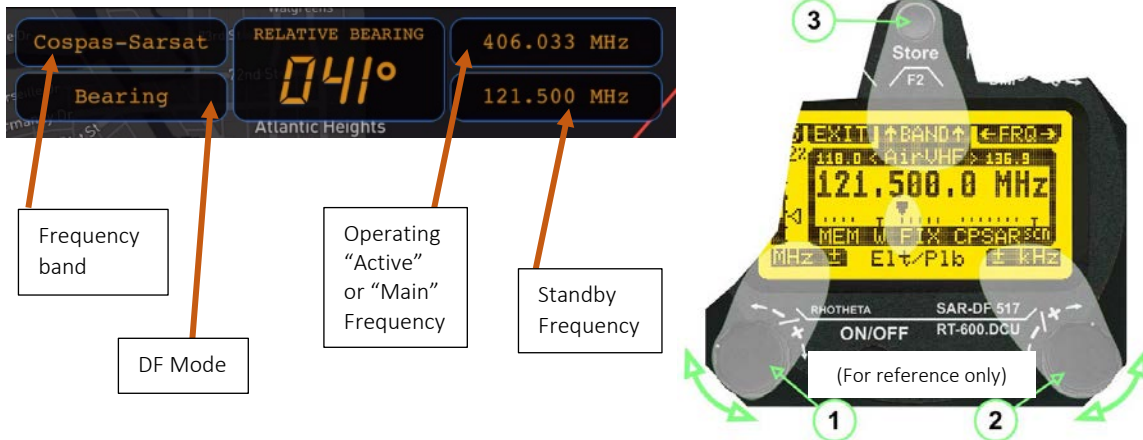 Walgreens
Cospas-Sarsat
RELATIVE BEARING
041°
406.033 MHz
Bearing
72nd St
121.500 MHz
Atlantic Heights
Frequency
band
DF Mode
Operating
“Active”
or “Main”
Frequency
Standby
Frequency
3
Store
F2
EXIT ↑BAND↑ ←FRQ→
118.0 < AirVHF > 136.9
121.500.0 MHz
MEM W FIX CPSAR scn
MHz ± Elt/Plb ± kHz
RHOTHETA SAR-DF 517
ON/OFF RT-600.DCU
(For reference only)
1 2